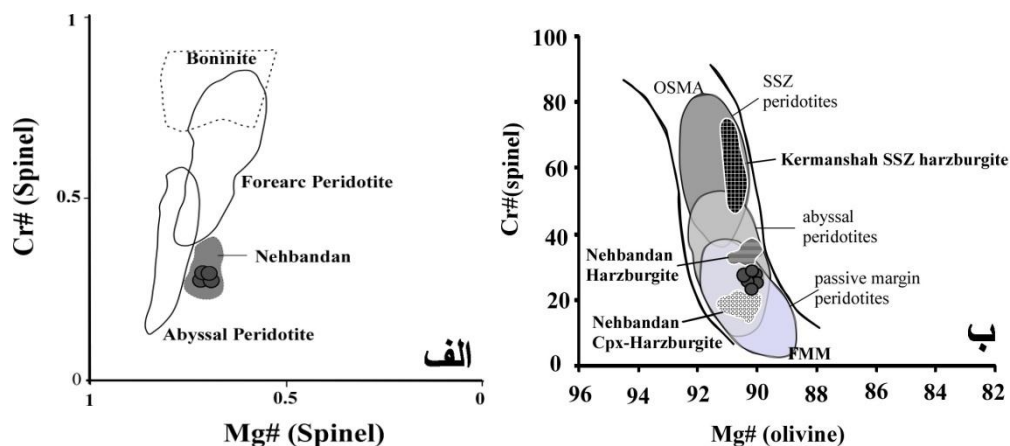 1
Boninite
Forearc Peridotite
Nehbandan
Abyssal Peridotite
0.5
0
1
0.5
0
Cr# (Spinel)
Mg# (Spinel)
الف
100
80
60
40
20
0
OSMA
SSZ
peridotites
Kermanshah SSZ harzburgite
abyssal
peridotites
Nehbandan
Harzburgite
passive margin
peridotites
Nehbandan
Cpx-Harzburgite
FMM
ب
96
94
92
90
88
86
84
82
Cr#(spinel)
Mg# (olivine)